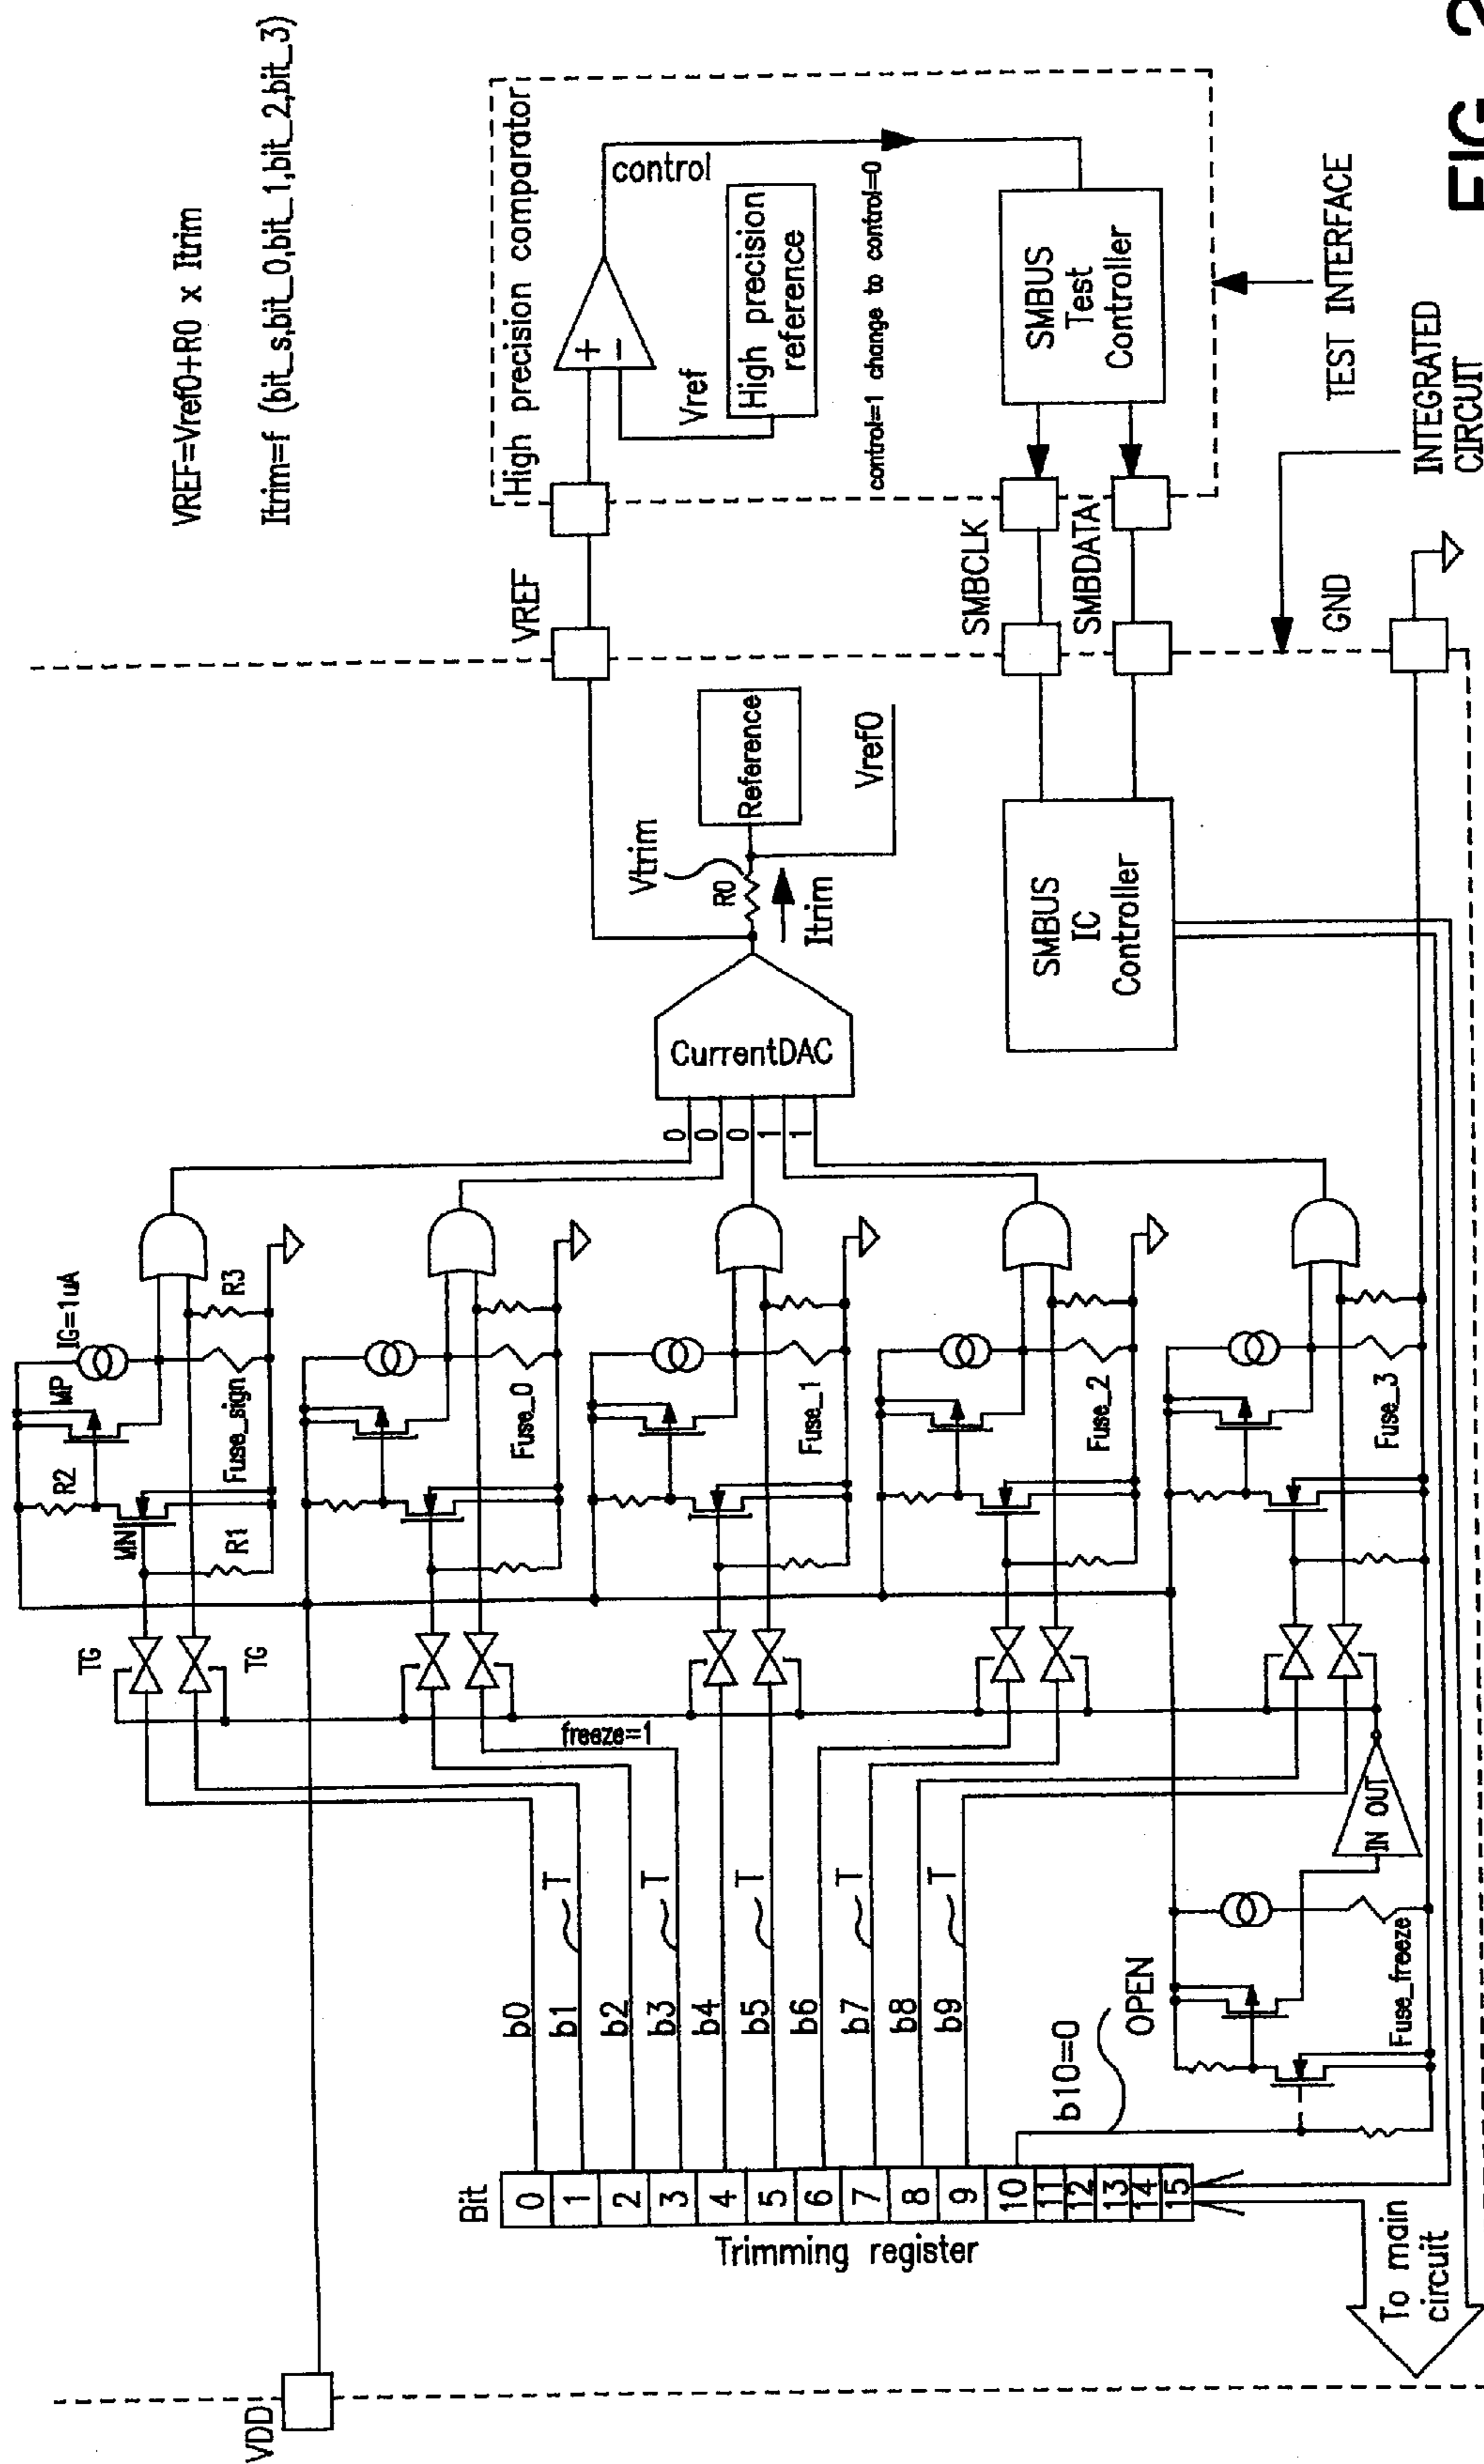 VREF=Vref0+R0 x Itrim
Itrim=f (bit_s,bit_0,bit_1,bit_2,bit_3)
High precision comparator
control
High precision
reference
Vref
control=1 change to control=0
SMBUS
Test
Controller
TEST INTERFACE
INTEGRATED
CIRCUIT
VREF
SMBCLK
SMBDATA
GND
Reference
Vtrim
R0
Itrim
Vref0
SMBUS
IC
Controller
CurrentDAC
0
0
0
1
1
IG=1uA
MP
R2
MN
R1
R3
Fuse_sign
Fuse_0
Fuse_1
Fuse_2
Fuse_3
TG
TG
freeze=1
IN OUT
Fuse_freeze
OPEN
b10=0
b0
b1
T
b2
b3
T
b4
b5
T
b6
b7
T
b8
b9
T
Bit
0
1
2
3
4
5
6
7
8
9
10
11
12
13
14
15
Trimming register
To main
circuit
VDD
FIG. 2